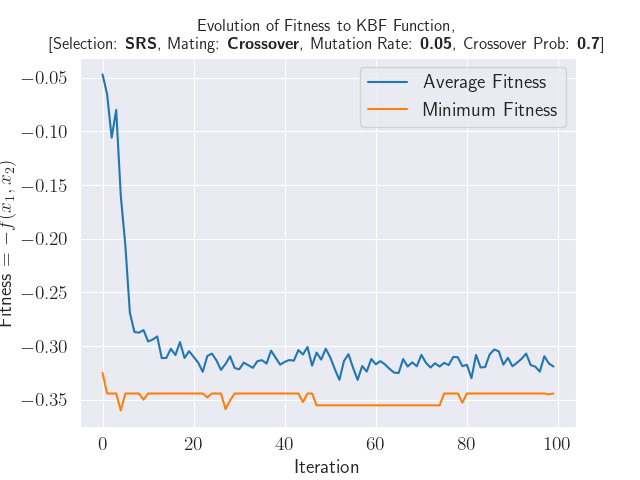 Evolution of Fitness to KBF Function,
[Selection: SRS, Mating: Crossover, Mutation Rate: 0.05, Crossover Prob: 0.7]
Average Fitness
Minimum Fitness
Fitness = −f(x₁, x₂)
−0.05
−0.10
−0.15
−0.20
−0.25
−0.30
−0.35
0 20 40 60 80 100
Iteration